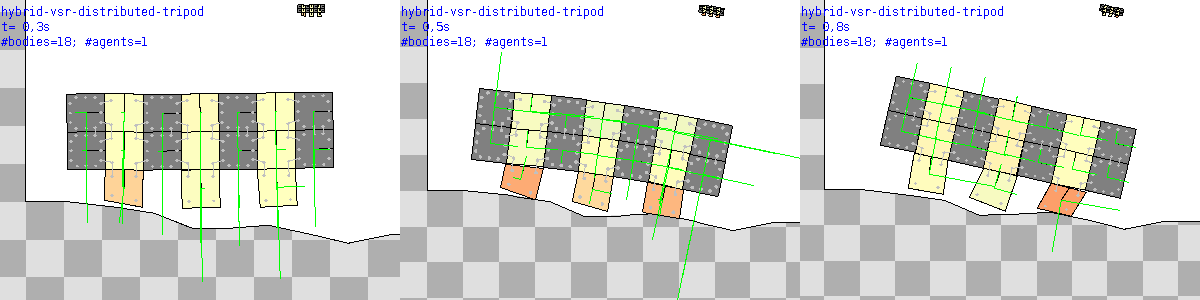 hybrid-vsr-distributed-tripod
t= 0,3s
#bodies=18; #agents=1
hybrid-vsr-distributed-tripod
t= 0,5s
#bodies=18; #agents=1
hybrid-vsr-distributed-tripod
t= 0,8s
#bodies=18; #agents=1